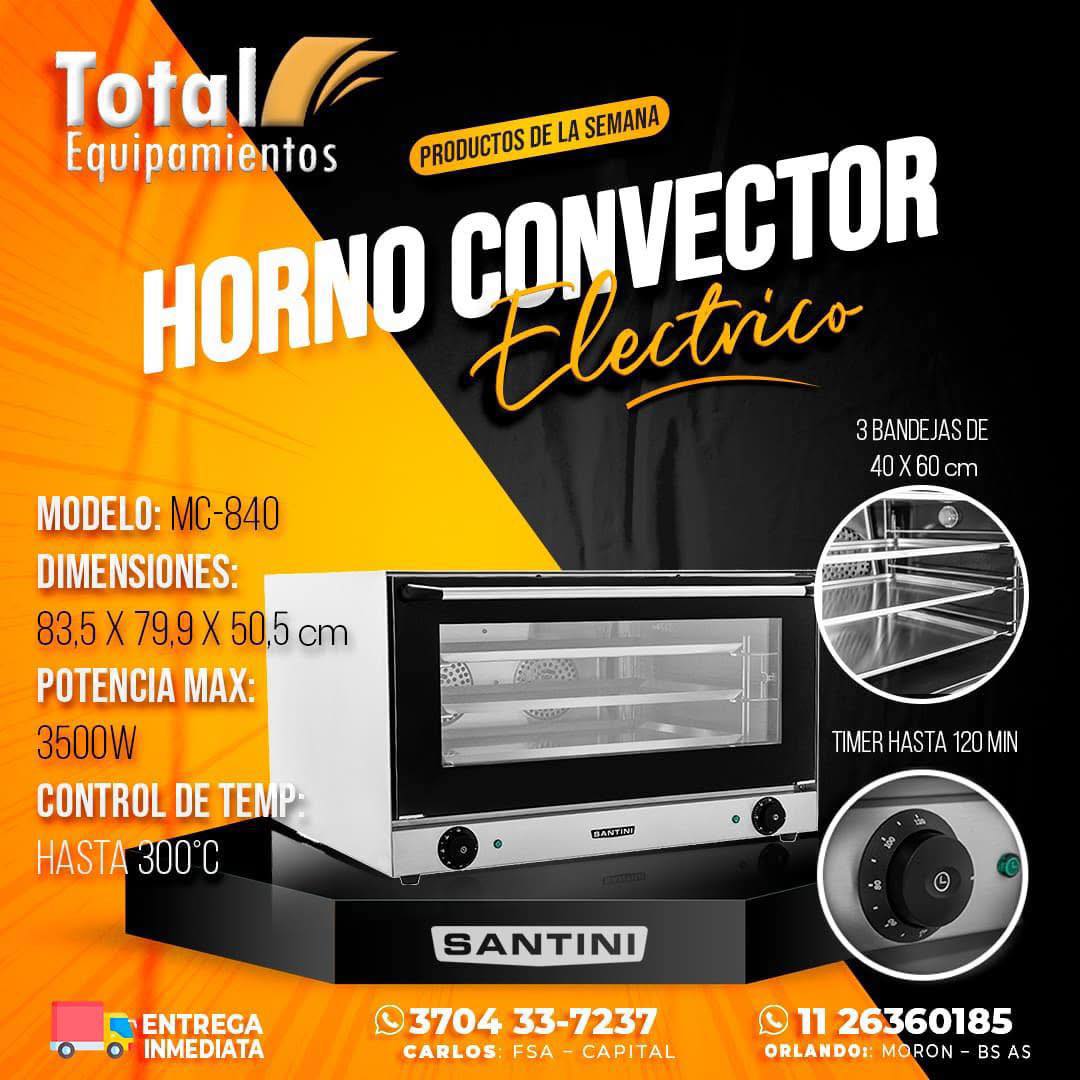 Total
Equipamientos
PRODUCTOS DE LA SEMANA
HORNO CONVECTOR
Electrico
3 BANDEJAS DE
40 X 60 cm
MODELO: MC-840
DIMENSIONES:
83,5 X 79,9 X 50,5 cm
POTENCIA MAX:
3500W
CONTROL DE TEMP:
HASTA 300°C
TIMER HASTA 120 MIN
SANTINI
SANTINI
ENTREGA
INMEDIATA
3704 33-7237
CARLOS: FSA – CAPITAL
11 26360185
ORLANDO:: MORON – BS AS